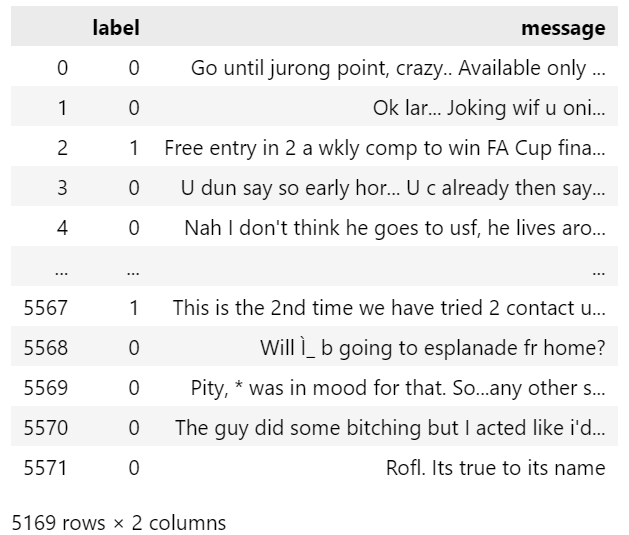 label message
0 0 Go until jurong point, crazy.. Available only ...
1 0 Ok lar... Joking wif u oni...
2 1 Free entry in 2 a wkly comp to win FA Cup fina...
3 0 U dun say so early hor... U c already then say...
4 0 Nah I don't think he goes to usf, he lives aro...
... ... ...
5567 1 This is the 2nd time we have tried 2 contact u...
5568 0 Will Ì_ b going to esplanade fr home?
5569 0 Pity, * was in mood for that. So...any other s...
5570 0 The guy did some bitching but I acted like i'd...
5571 0 Rofl. Its true to its name
5169 rows × 2 columns